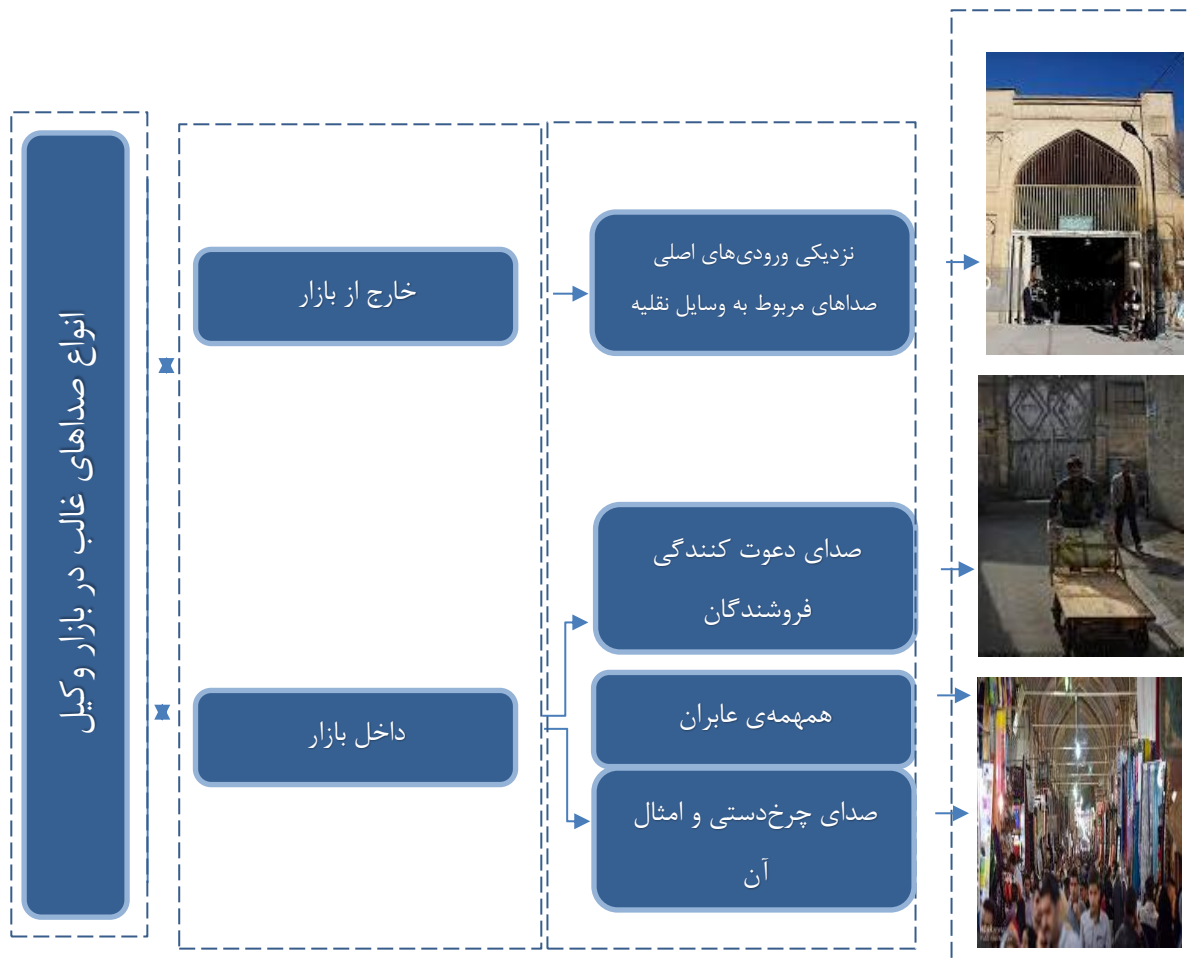 انواع صداهای غالب در بازار وکیل
خارج از بازار
نزدیکی ورودی‌های اصلی
صداهای مربوط به وسایل نقلیه
داخل بازار
صدای دعوت کنندگی
فروشندگان
همهمه‌ی عابران
صدای چرخ‌دستی و امثال
آن